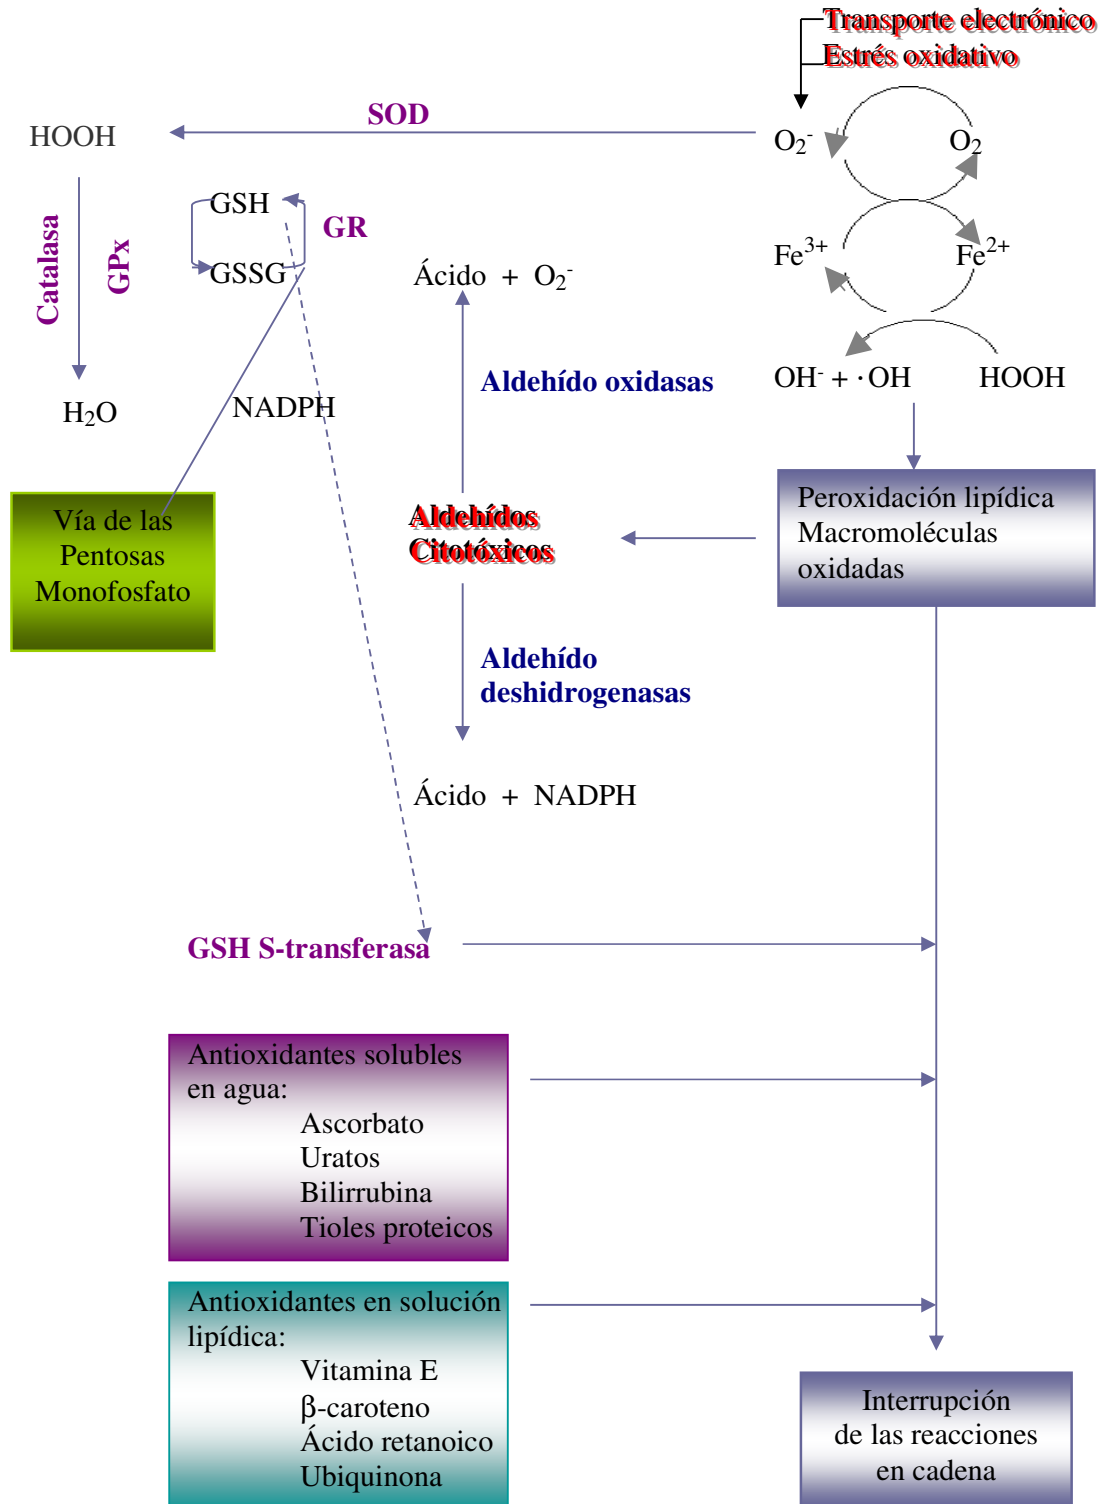 Transporte electrónico
Estrés oxidativo
SOD
HOOH
O₂⁻
O₂
GSH
GR
GSSG
Catalasa
GPx
Ácido + O₂⁻
Fe³⁺
Fe²⁺
Aldehído oxidasas
OH⁻ + ·OH
HOOH
H₂O
NADPH
Vía de las
Pentosas
Monofosfato
Aldehídos
Citotóxicos
Peroxidación lipídica
Macromoléculas
oxidadas
Aldehído
deshidrogenasas
Ácido + NADPH
GSH S-transferasa
Antioxidantes solubles
en agua:
Ascorbato
Uratos
Bilirrubina
Tioles proteicos
Antioxidantes en solución
lipídica:
Vitamina E
β-caroteno
Ácido retanoico
Ubiquinona
Interrupción
de las reacciones
en cadena